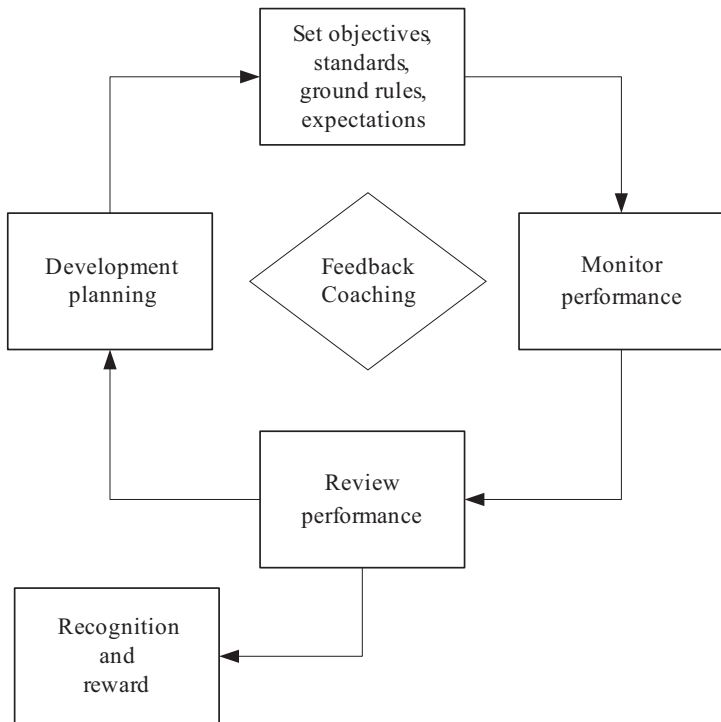 Set objectives,
standards,
ground rules,
expectations
Development
planning
Feedback
Coaching
Monitor
performance
Review
performance
Recognition
and
reward